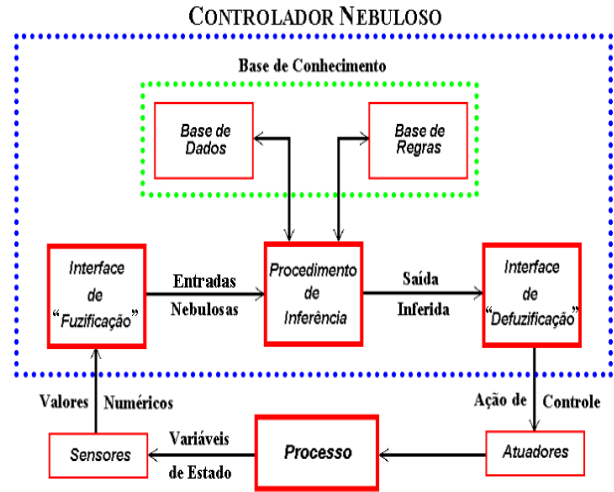 CONTROLADOR NEBULOSO
Base de Conhecimento
Base de
Dados
Base de
Regras
Interface
de
“Fuzificação”
Entradas
Nebulosas
Procedimento
de
Inferência
Saída
Inferida
Interface
de
“Defuzificação”
Valores Numéricos
Ação de Controle
Sensores
Variáveis
de Estado
Processo
Atuadores